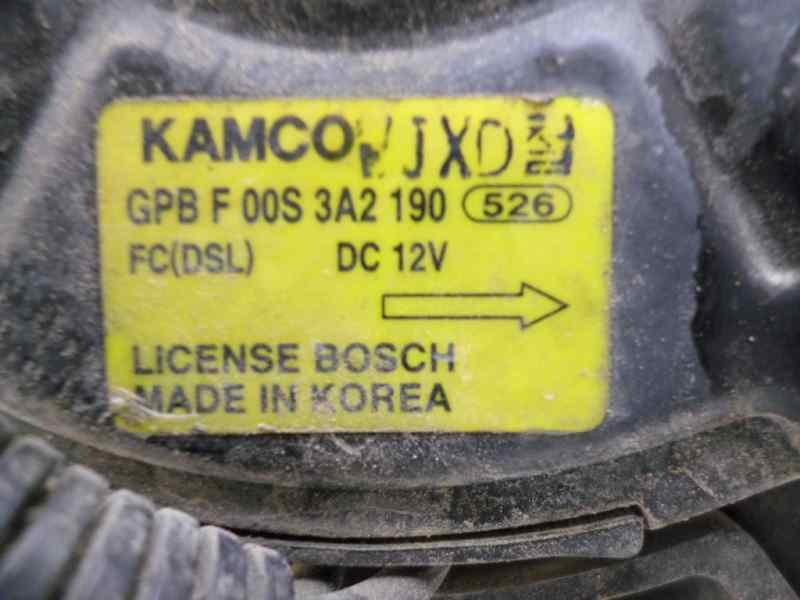 KAMCO JXD
GPB F 00S 3A2 190 526
FC(DSL) DC 12V
LICENSE BOSCH
MADE IN KOREA